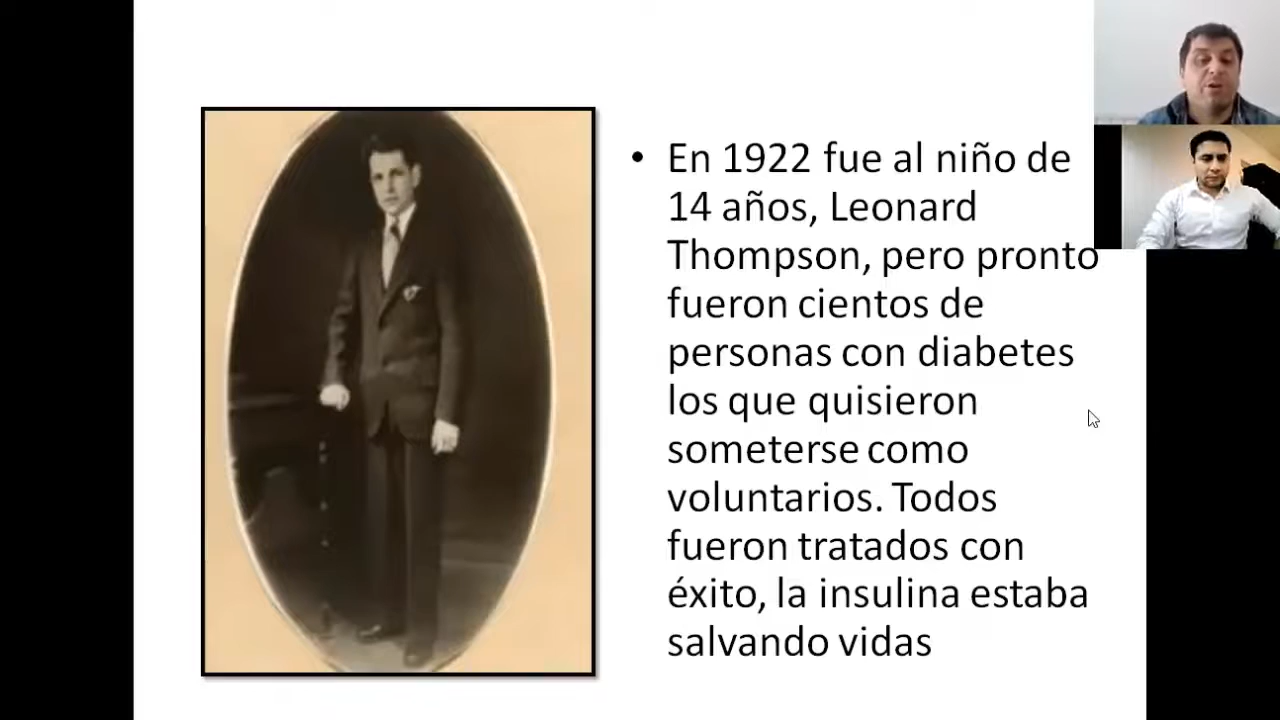 • En 1922 fue al niño de
14 años, Leonard
Thompson, pero pronto
fueron cientos de
personas con diabetes
los que quisieron
someterse como
voluntarios. Todos
fueron tratados con
éxito, la insulina estaba
salvando vidas